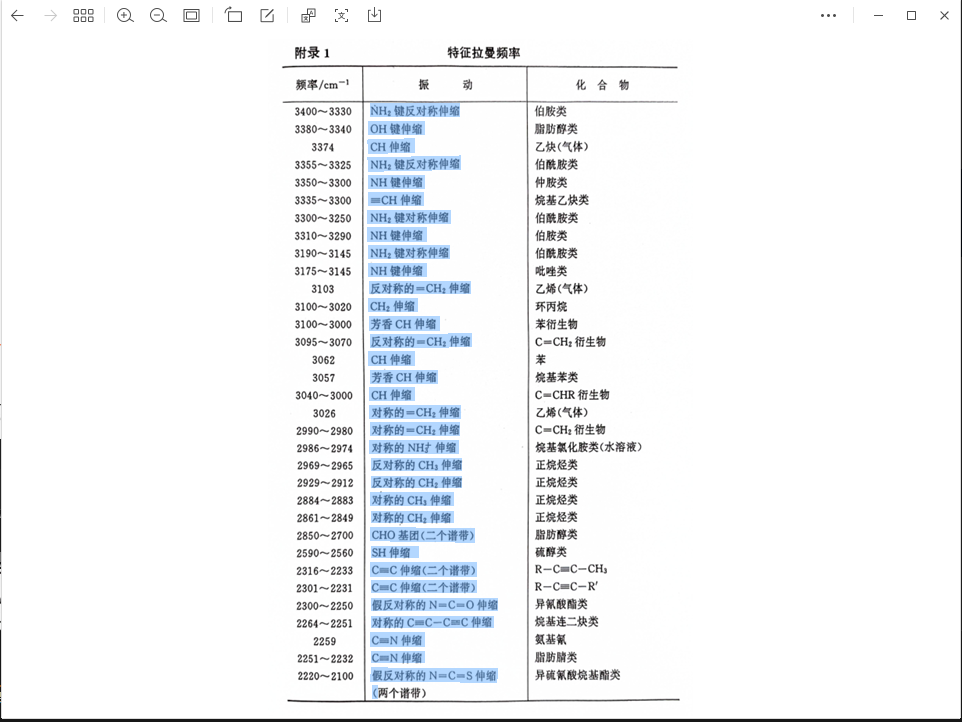 附录1 特征拉曼频率
频率/cm⁻¹ 振动 化合物
3400～3330 NH₂ 键反对称伸缩 伯胺类
3380～3340 OH 键伸缩 脂肪醇类
3374 CH 伸缩 乙炔(气体)
3355～3325 NH₂ 键反对称伸缩 伯酰胺类
3350～3300 NH 键伸缩 仲胺类
3335～3300 ≡CH 伸缩 烷基乙炔类
3300～3250 NH₂ 键对称伸缩 伯酰胺类
3310～3290 NH 键伸缩 伯胺类
3190～3145 NH₂ 键对称伸缩 伯酰胺类
3175～3145 NH 键伸缩 吡唑类
3103 反对称的=CH₂ 伸缩 乙烯(气体)
3100～3020 CH₂ 伸缩 环丙烷
3100～3000 芳香 CH 伸缩 苯衍生物
3095～3070 反对称的=CH₂ 伸缩 C=CH₂ 衍生物
3062 CH 伸缩 苯
3057 芳香 CH 伸缩 烷基苯类
3040～3000 CH 伸缩 C=CHR 衍生物
3026 对称的=CH₂ 伸缩 乙烯(气体)
2990～2980 对称的=CH₂ 伸缩 C=CH₂ 衍生物
2986～2974 对称的 NH₃⁺ 伸缩 烷基氯化胺类(水溶液)
2969～2965 反对称的 CH₃ 伸缩 正烷烃类
2929～2912 反对称的 CH₂ 伸缩 正烷烃类
2884～2883 对称的 CH₃ 伸缩 正烷烃类
2861～2849 对称的 CH₂ 伸缩 正烷烃类
2850～2700 CHO 基团(二个谱带) 脂肪醇类
2590～2560 SH 伸缩 硫醇类
2316～2233 C≡C 伸缩(二个谱带) R－C≡C－CH₃
2301～2231 C≡C 伸缩(二个谱带) R－C≡C－R′
2300～2250 假反对称的 N=C=O 伸缩 异氰酸酯类
2264～2251 对称的 C≡C－C≡C 伸缩 烷基连二炔类
2259 C≡N 伸缩 氨基氰
2251～2232 C≡N 伸缩 脂肪腈类
2220～2100 假反对称的 N=C=S 伸缩 异硫氰酸烷基酯类
(两个谱带)